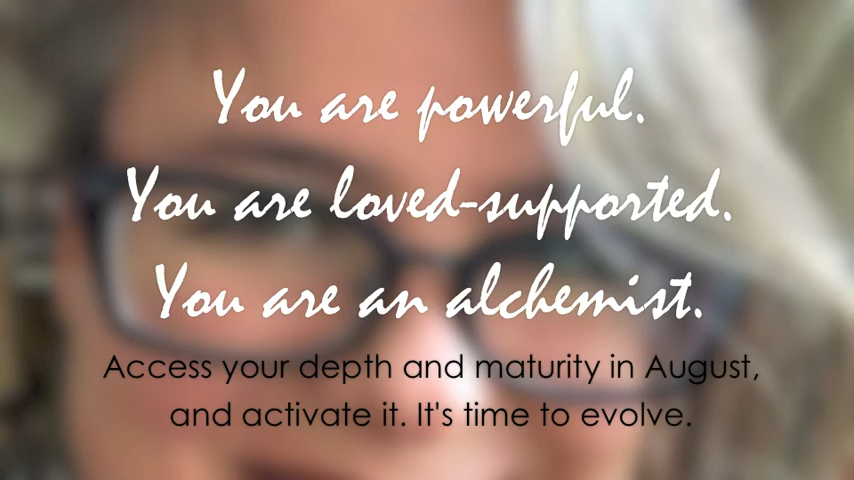 You are powerful.
You are loved-supported.
You are an alchemist.
Access your depth and maturity in August,
and activate it. It's time to evolve.